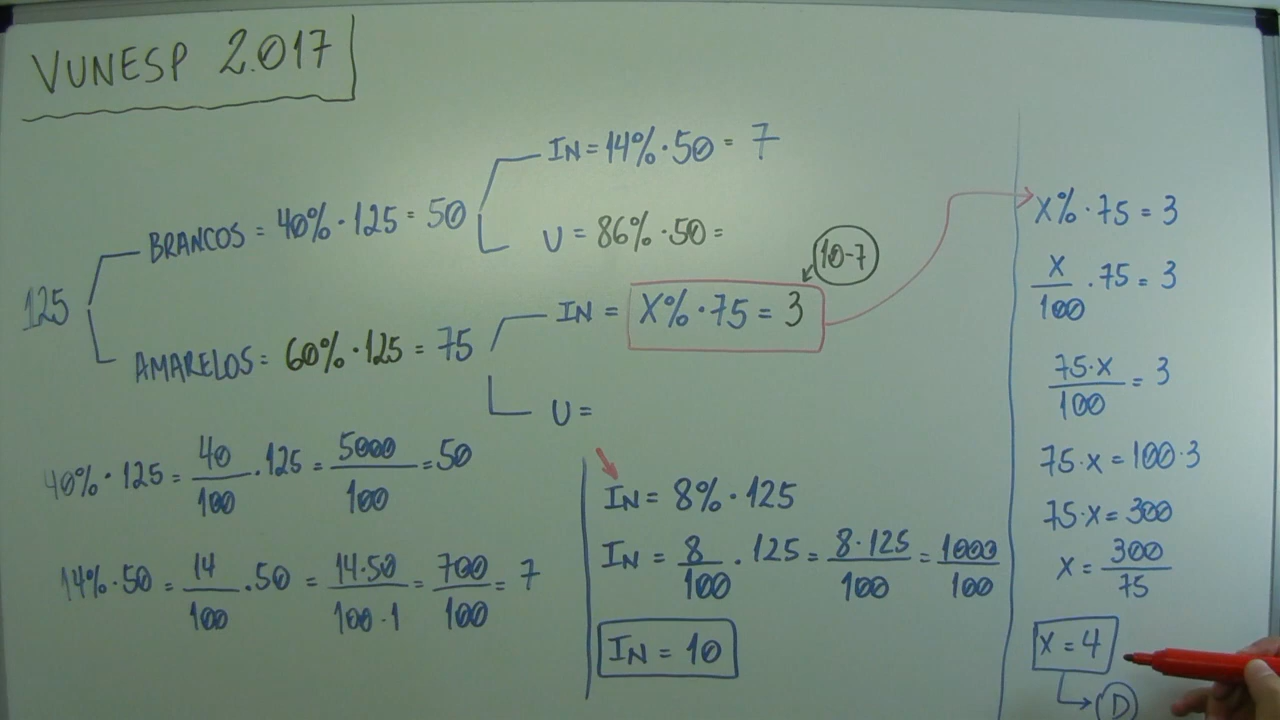 VUNESP 2.017
125
BRANCOS = 40% · 125 = 50
IN = 14% · 50 = 7
U = 86% · 50 =
AMARELOS = 60% · 125 = 75
IN = X% · 75 = 3
10-7
U =
40% · 125 = 40/100 · 125 = 5000/100 = 50
14% · 50 = 14/100 · 50 = 14·50/100·1 = 700/100 = 7
IN = 8% · 125
IN = 8/100 · 125 = 8·125/100 = 1000/100
IN = 10
X% · 75 = 3
X/100 · 75 = 3
75·X/100 = 3
75·X = 100·3
75·X = 300
X = 300/75
X = 4
D